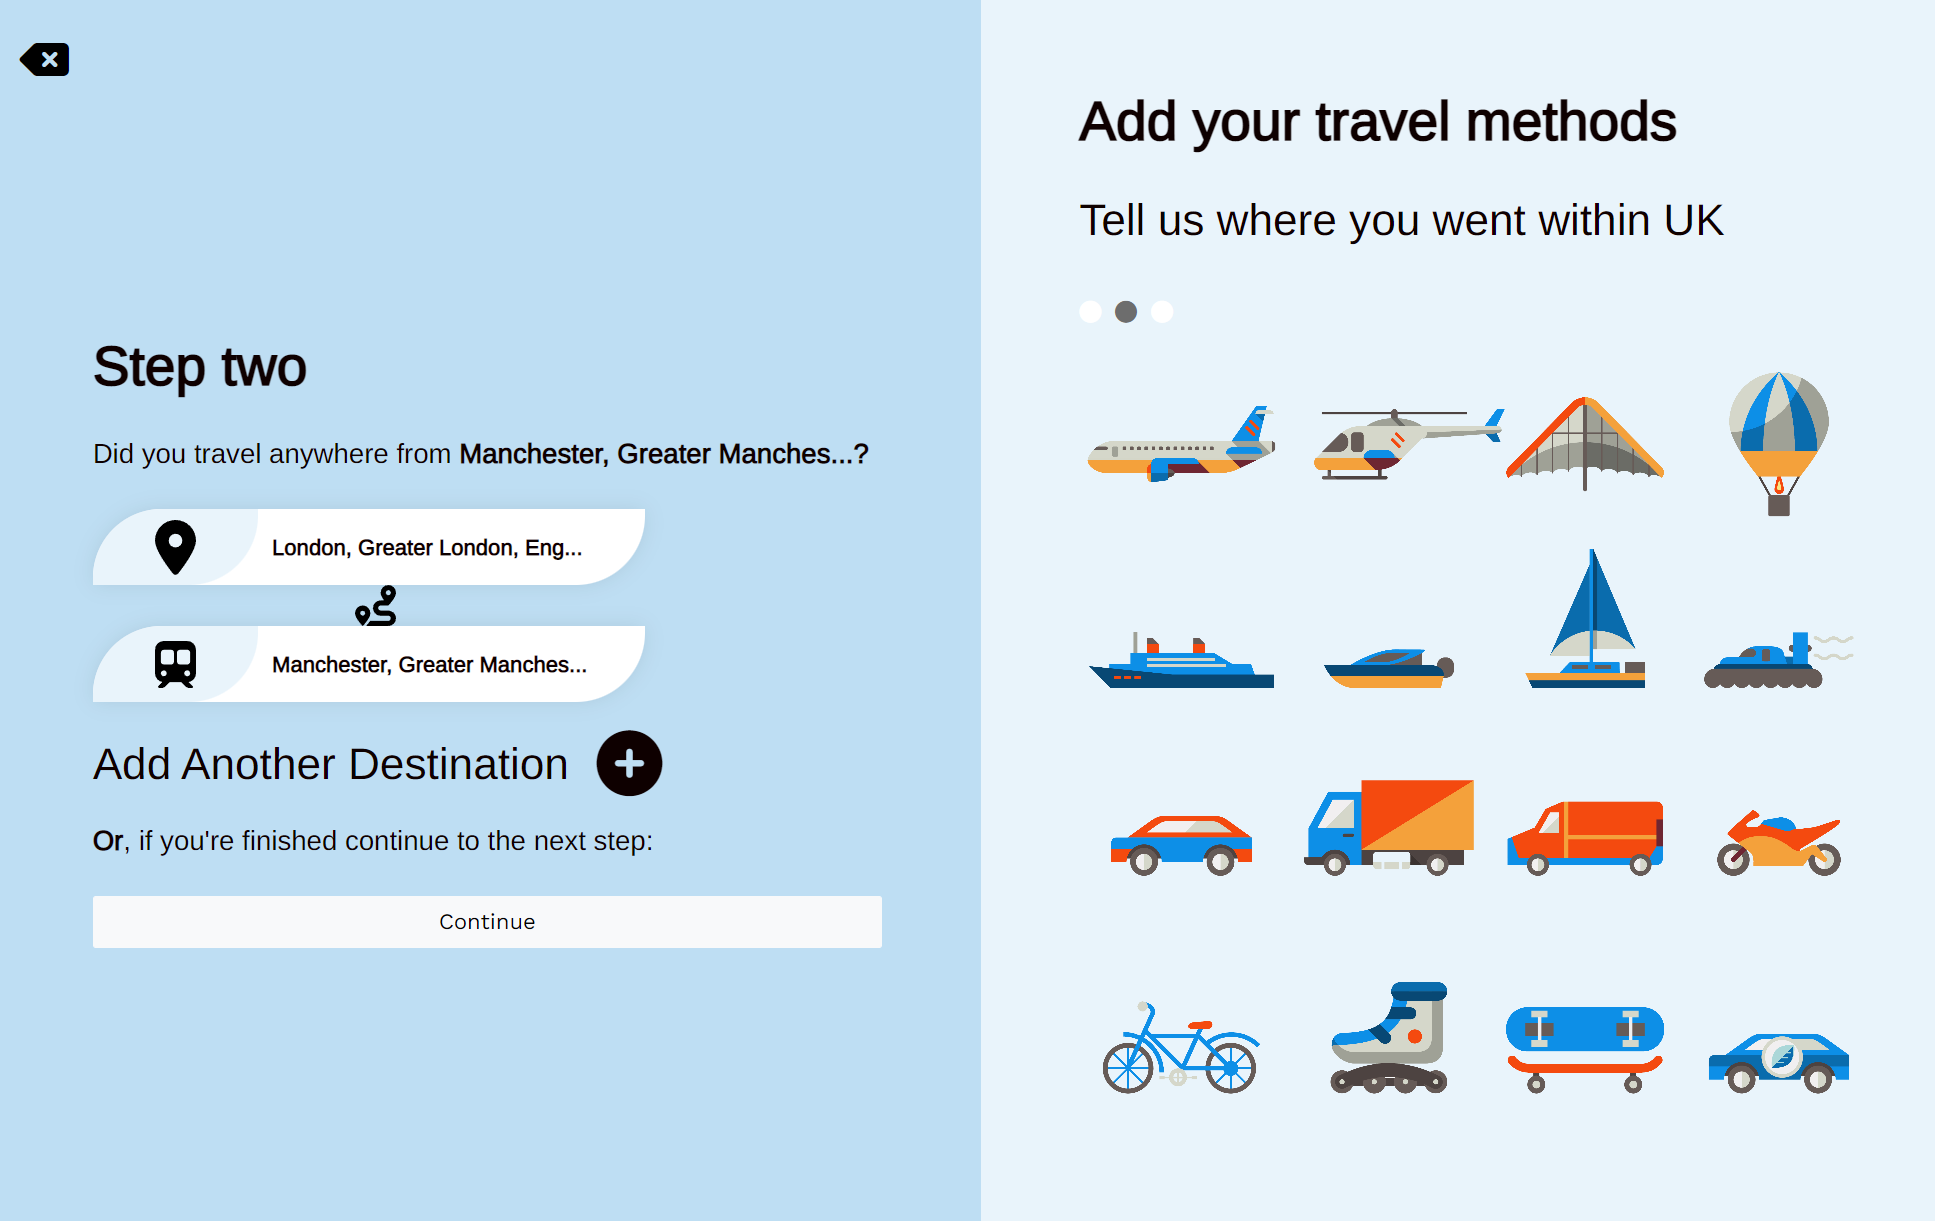 Step two
Did you travel anywhere from Manchester, Greater Manches...?
London, Greater London, Eng...
Manchester, Greater Manches...
Add Another Destination
Or, if you're finished continue to the next step:
Continue
Add your travel methods
Tell us where you went within UK